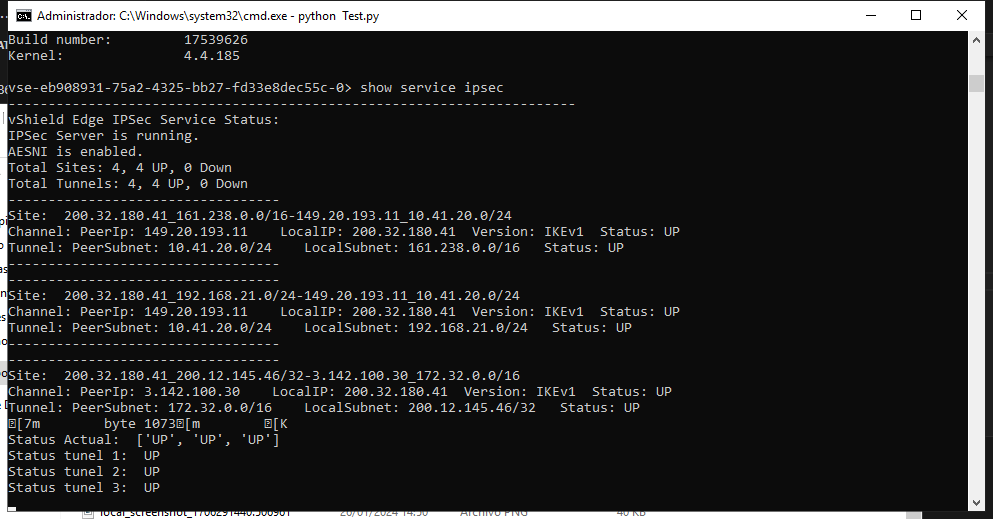 Administrador: C:\Windows\system32\cmd.exe - python  Test.py
Build number:         17539626
Kernel:               4.4.185
vse-eb908931-75a2-4325-bb27-fd33e8dec55c-0> show service ipsec
-----------------------------------------------------------------------
vShield Edge IPSec Service Status:
IPSec Server is running.
AESNI is enabled.
Total Sites: 4, 4 UP, 0 Down
Total Tunnels: 4, 4 UP, 0 Down
----------------------------------
Site:  200.32.180.41_161.238.0.0/16-149.20.193.11_10.41.20.0/24
Channel: PeerIp: 149.20.193.11    LocalIP: 200.32.180.41  Version: IKEv1  Status: UP
Tunnel: PeerSubnet: 10.41.20.0/24    LocalSubnet: 161.238.0.0/16   Status: UP
----------------------------------
----------------------------------
Site:  200.32.180.41_192.168.21.0/24-149.20.193.11_10.41.20.0/24
Channel: PeerIp: 149.20.193.11    LocalIP: 200.32.180.41  Version: IKEv1  Status: UP
Tunnel: PeerSubnet: 10.41.20.0/24    LocalSubnet: 192.168.21.0/24   Status: UP
----------------------------------
----------------------------------
Site:  200.32.180.41_200.12.145.46/32-3.142.100.30_172.32.0.0/16
Channel: PeerIp: 3.142.100.30    LocalIP: 200.32.180.41  Version: IKEv1  Status: UP
Tunnel: PeerSubnet: 172.32.0.0/16    LocalSubnet: 200.12.145.46/32   Status: UP
[7m        byte 1073[m        [K
Status Actual:  ['UP', 'UP', 'UP']
Status tunel 1:  UP
Status tunel 2:  UP
Status tunel 3:  UP